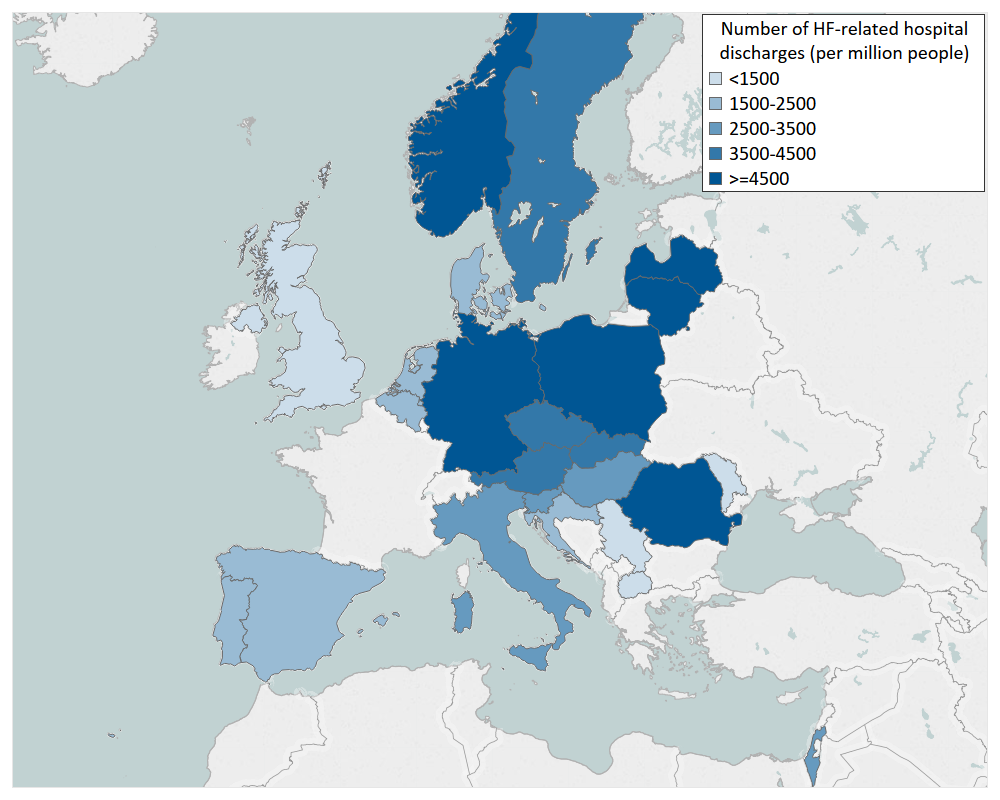 Number of HF-related hospital
discharges (per million people)
<1500
1500-2500
2500-3500
3500-4500
>=4500